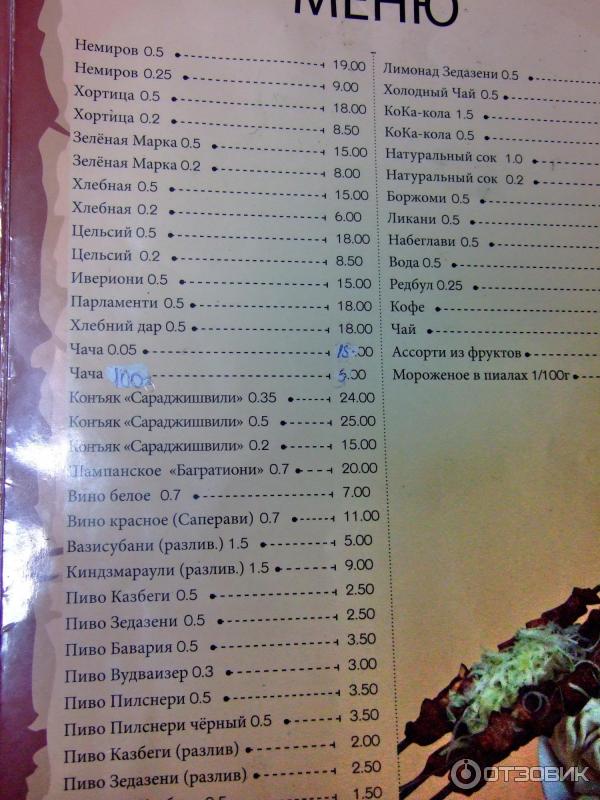 МЕНЮ
Немиров 0.5 19.00
Немиров 0.25 9.00
Хортица 0.5 18.00
Хортица 0.2 8.50
Зелёная Марка 0.5 15.00
Зелёная Марка 0.2 8.00
Хлебная 0.5 15.00
Хлебная 0.2 6.00
Цельсий 0.5 18.00
Цельсий 0.2 8.50
Ивериони 0.5 15.00
Парламенти 0.5 18.00
Хлебний дар 0.5 18.00
Чача 0.05 15.00
Чача 100г .00
Конъяк «Сараджишвили» 0.35 24.00
Конъяк «Сараджишвили» 0.5 25.00
Конъяк «Сараджишвили» 0.2 15.00
Шампанское «Багратиони» 0.7 20.00
Вино белое 0.7 7.00
Вино красное (Саперави) 0.7 11.00
Вазисубани (разлив.) 1.5 5.00
Киндзмараули (разлив.) 1.5 9.00
Пиво Казбеги 0.5 2.50
Пиво Зедазени 0.5 2.50
Пиво Бавария 0.5 3.50
Пиво Вудваизер 0.3 3.00
Пиво Пилснери 0.5 3.50
Пиво Пилснери чёрный 0.5 3.50
Пиво Казбеги (разлив) 2.00
Пиво Зедазени (разлив) 2.50
0.5 1.50
Лимонад Зедазени 0.5
Холодный Чай 0.5
КоКа-кола 1.5
КоКа-кола 0.5
Натуральный сок 1.0
Натуральный сок 0.2
Боржоми 0.5
Ликани 0.5
Набеглави 0.5
Вода 0.5
Редбул 0.25
Кофе
Чай
Ассорти из фруктов
Мороженое в пиалах 1/100г
ОТЗОВИК